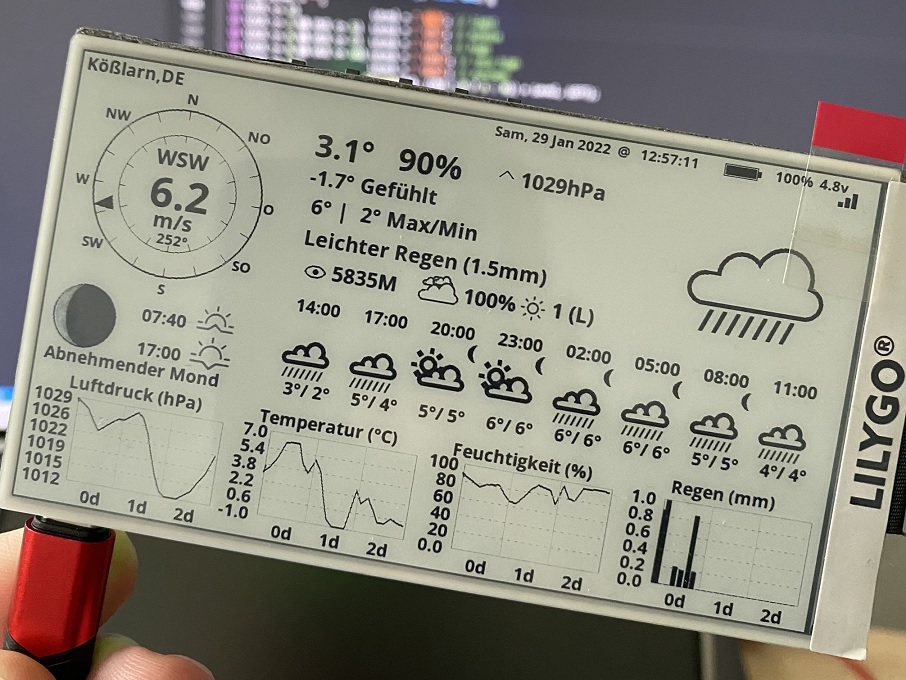 Kößlarn,DE
Sam, 29 Jan 2022 @ 12:57:11
100% 4.8v
N
NW
NO
W
O
SW
SO
S
WSW
6.2
m/s
252°
3.1° 90%
^ 1029hPa
-1.7° Gefühlt
6° | 2° Max/Min
Leichter Regen (1.5mm)
5835M
100%
1 (L)
07:40
17:00
Abnehmender Mond
14:00 17:00 20:00 23:00 02:00 05:00 08:00 11:00
3°/ 2° 5°/ 4° 5°/ 5° 6°/ 6° 6°/ 6° 6°/ 6° 5°/ 5° 4°/ 4°
Luftdruck (hPa)
1029
1026
1022
1019
1015
1012
0d 1d 2d
Temperatur (°C)
7.0
5.4
3.8
2.2
0.6
-1.0
0d 1d 2d
Feuchtigkeit (%)
100
80
60
40
20
0.0
0d 1d 2d
Regen (mm)
1.0
0.8
0.6
0.4
0.2
0.0
0d 1d 2d
LILYGO®